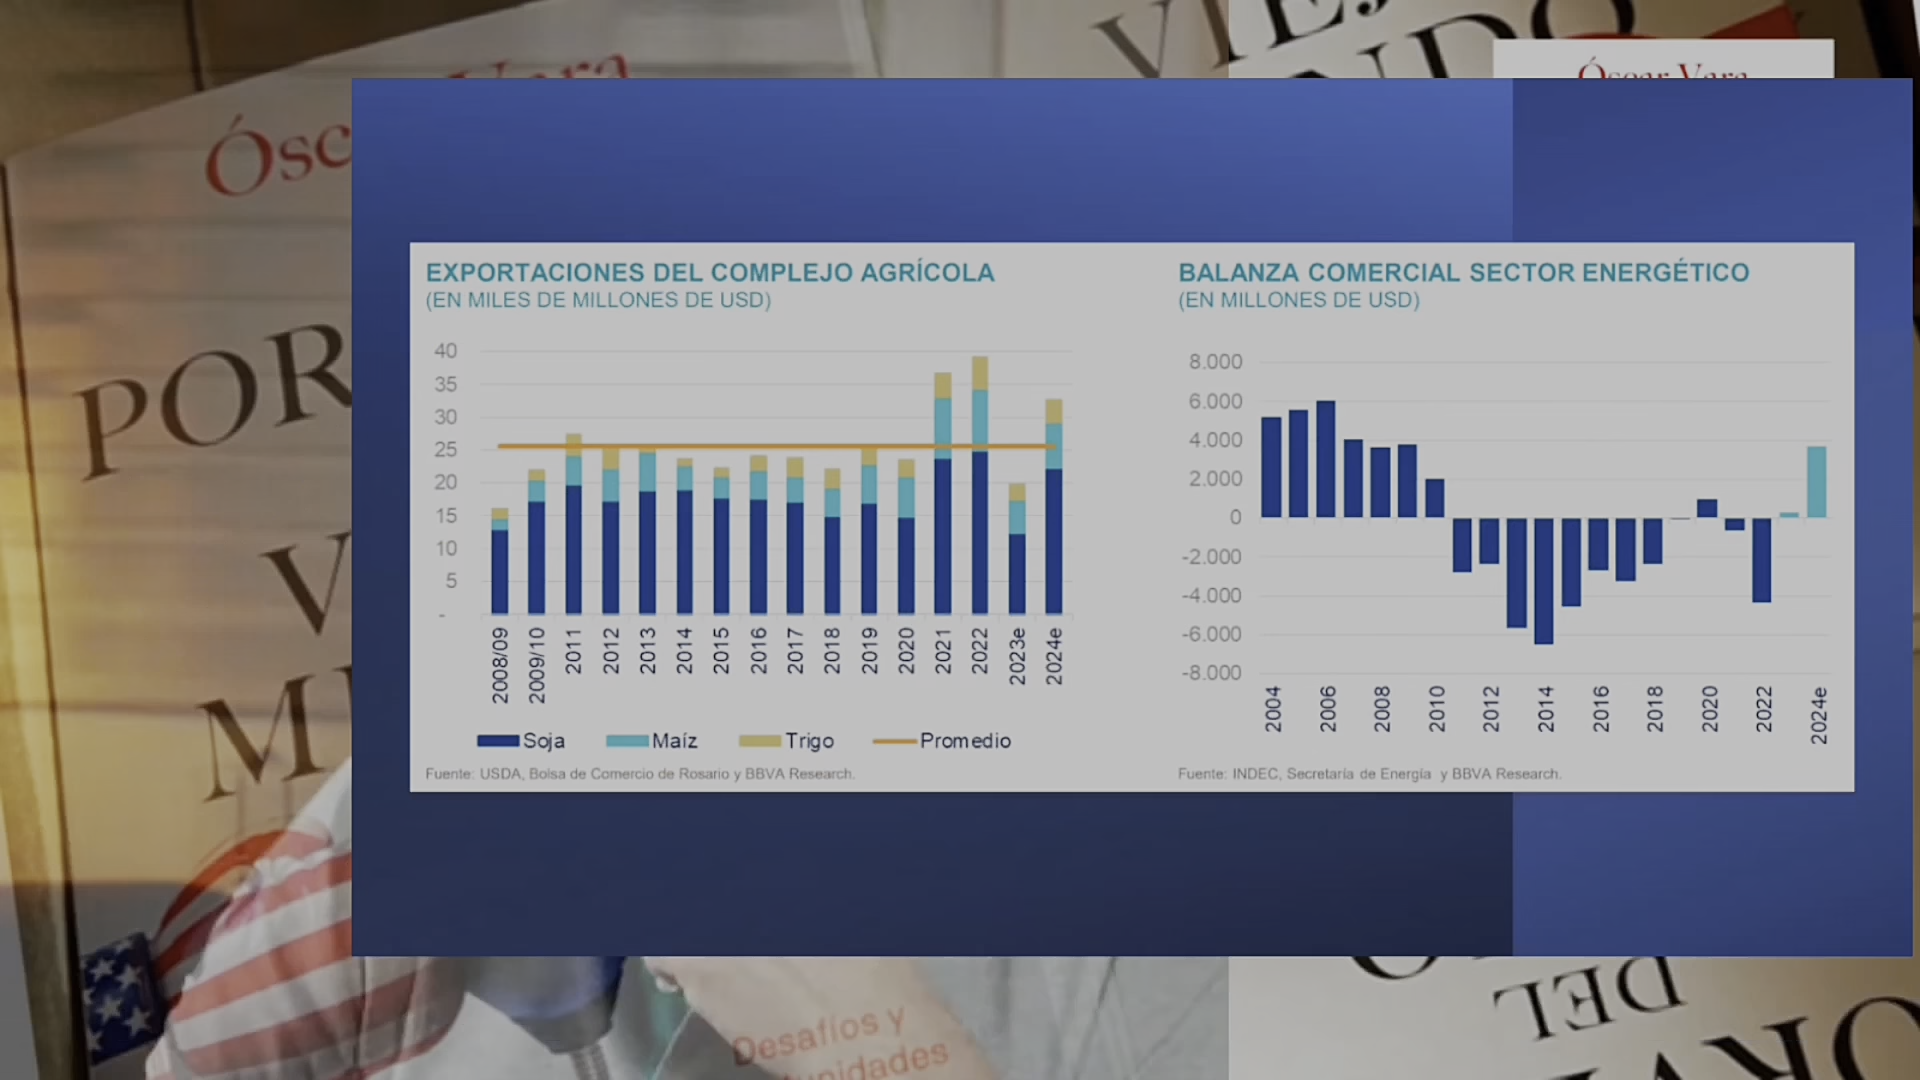 Óscar Vara
EXPORTACIONES DEL COMPLEJO AGRÍCOLA
(EN MILES DE MILLONES DE USD)
40
35
30
25
20
15
10
5
-
2008/09
2009/10
2011
2012
2013
2014
2015
2016
2017
2018
2019
2020
2021
2022
2023e
2024e
Soja
Maíz
Trigo
Promedio
Fuente: USDA, Bolsa de Comercio de Rosario y BBVA Research.
BALANZA COMERCIAL SECTOR ENERGÉTICO
(EN MILLONES DE USD)
8.000
6.000
4.000
2.000
0
-2.000
-4.000
-6.000
-8.000
2004
2006
2008
2010
2012
2014
2016
2018
2020
2022
2024e
Fuente: INDEC, Secretaría de Energía y BBVA Research.
POR
Desafíos y
DEL